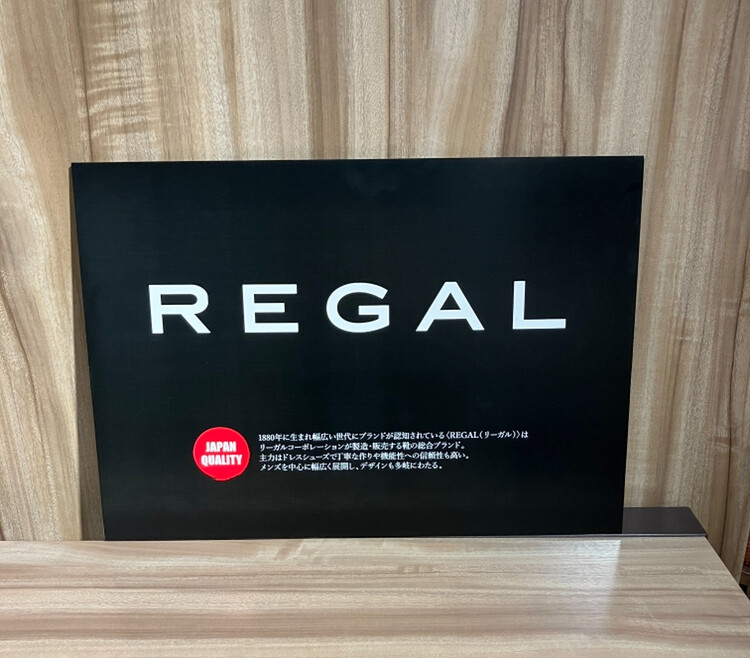 REGAL
JAPAN
QUALITY
1880年に生まれ幅広い世代にブランドが認知されている〈REGAL(リーガル)〉は
リーガルコーポレーションが製造・販売する靴の総合ブランド。
主力はドレスシューズで丁寧な作りや機能性への信頼性も高い。
メンズを中心に幅広く展開し、デザインも多岐にわたる。